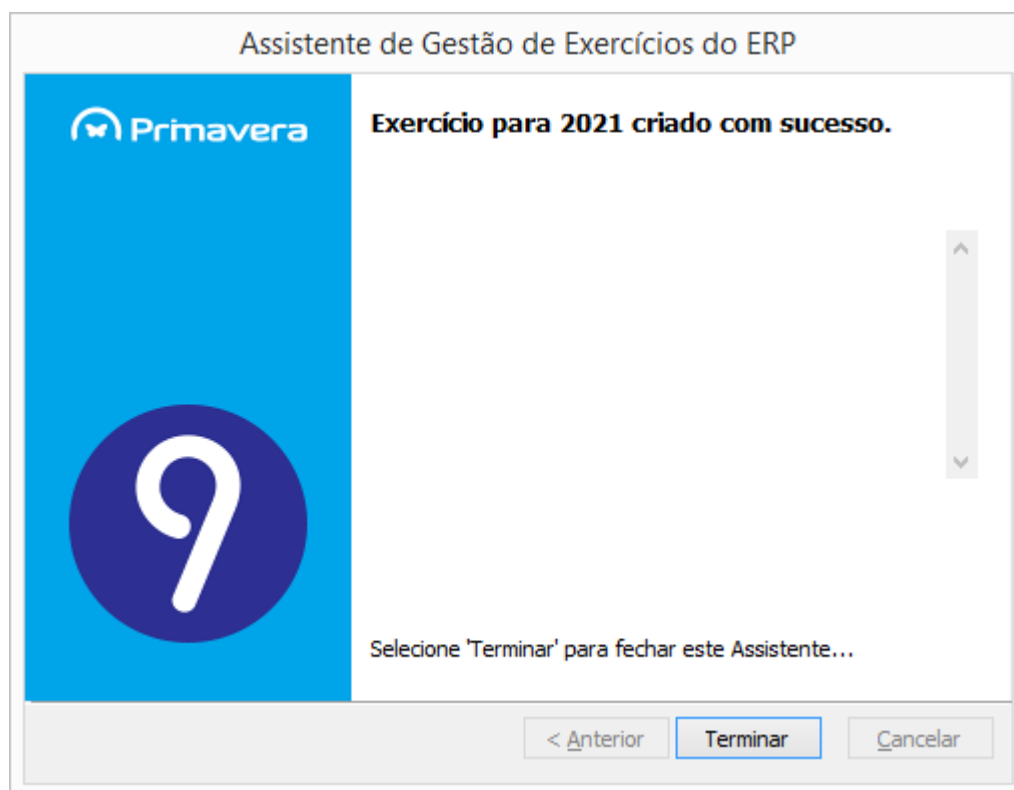 Assistente de Gestão de Exercícios do ERP
Primavera
Exercício para 2021 criado com sucesso.
9
Selecione 'Terminar' para fechar este Assistente...
< Anterior
Terminar
Cancelar